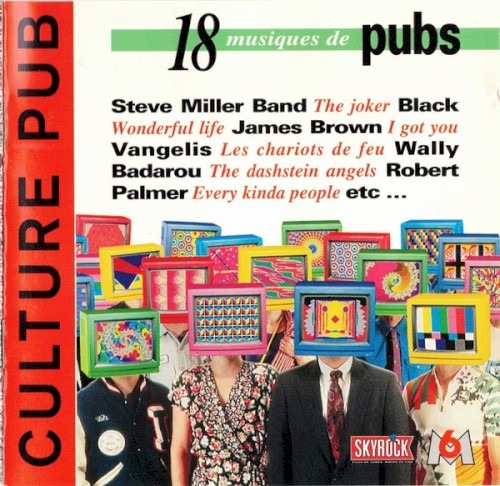 CULTURE PUB
18 musiques de pubs
Steve Miller Band The joker Black
Wonderful life James Brown I got you
Vangelis Les chariots de feu Wally
Badarou The dashstein angels Robert
Palmer Every kinda people etc ...
SKYROCK
M6